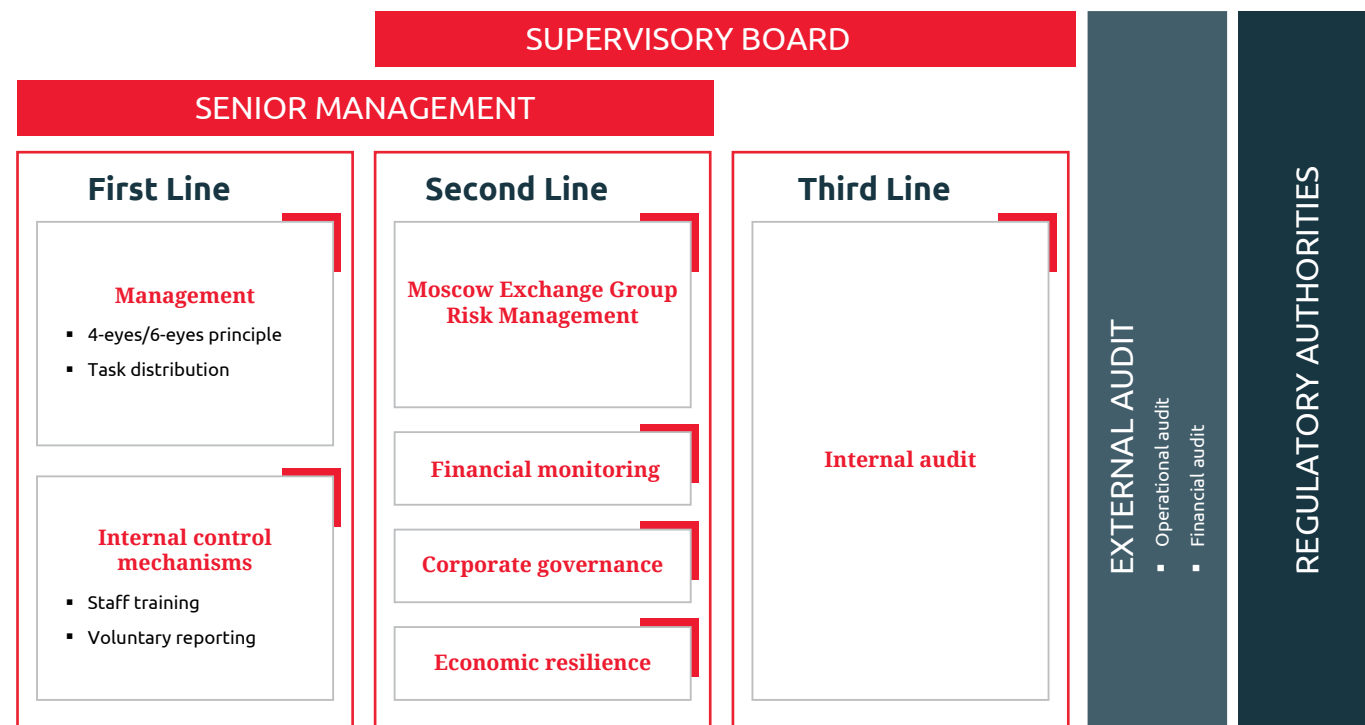 SUPERVISORY BOARD
SENIOR MANAGEMENT
First Line
Management
▪ 4-eyes/6-eyes principle
▪ Task distribution
Internal control
mechanisms
▪ Staff training
▪ Voluntary reporting
Second Line
Moscow Exchange Group
Risk Management
Financial monitoring
Corporate governance
Economic resilience
Third Line
Internal audit
EXTERNAL AUDIT
▪ Operational audit
▪ Financial audit
REGULATORY AUTHORITIES